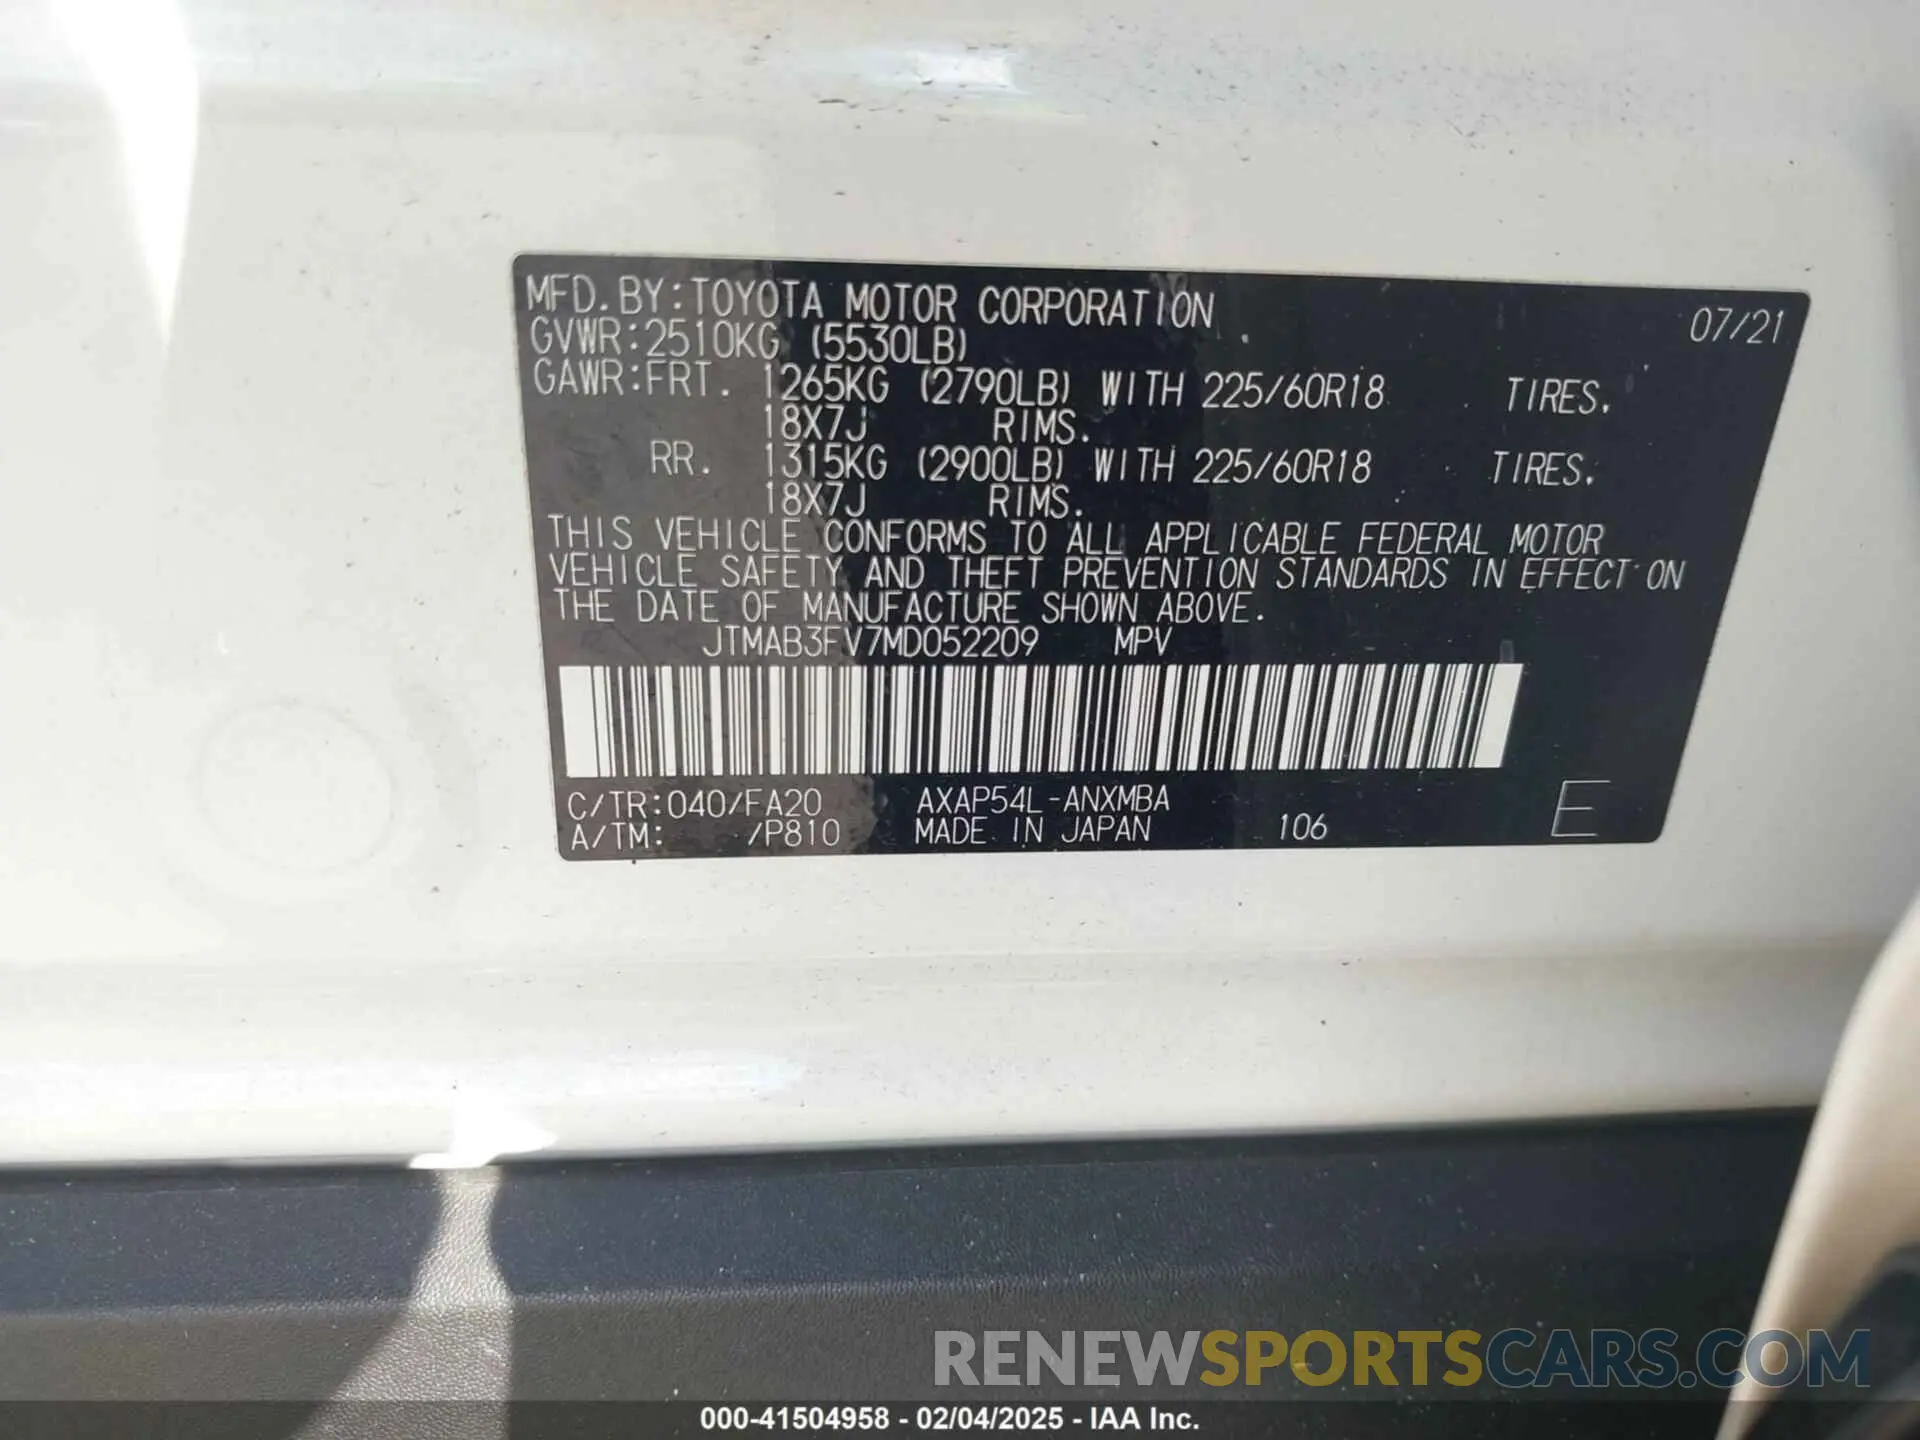 MFD. BY:TOYOTA MOTOR CORPORATION 07/21
GVWR:2510KG (5530LB)
GAWR:FRT. 1265KG (2790LB) WITH 225/60R18 TIRES.
18X7J RIMS.
RR. 1315KG (2900LB) WITH 225/60R18 TIRES.
18X7J RIMS.
THIS VEHICLE CONFORMS TO ALL APPLICABLE FEDERAL MOTOR
VEHICLE SAFETY AND THEFT PREVENTION STANDARDS IN EFFECT ON
THE DATE OF MANUFACTURE SHOWN ABOVE.
JTMAB3FV7MD052209 MPV
C/TR:040/FA20 AXAP54L-ANXMBA
A/TM: /P810 MADE IN JAPAN 106 E
RENEWSPORTSCARS.COM
000-41504958 - 02/04/2025 - IAA Inc.